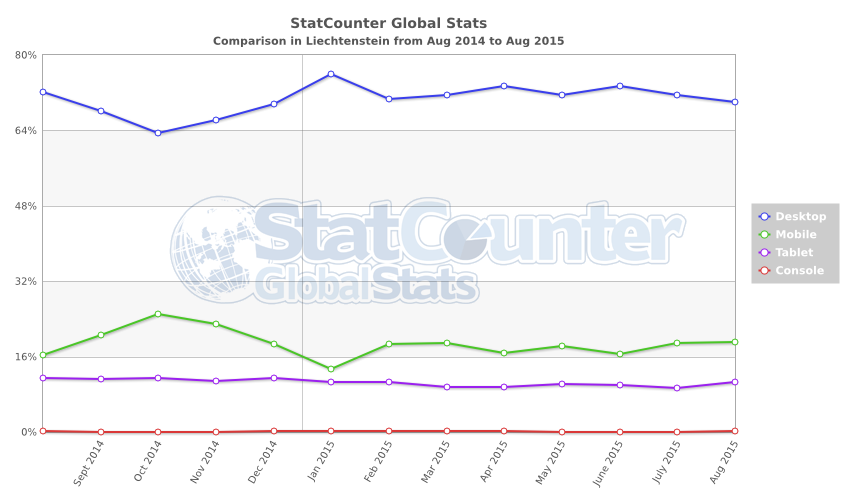 StatCounter Global Stats
Comparison in Liechtenstein from Aug 2014 to Aug 2015
80%
64%
48%
32%
16%
0%
StatCounter
GlobalStats
Desktop
Mobile
Tablet
Console
Sept 2014
Oct 2014
Nov 2014
Dec 2014
Jan 2015
Feb 2015
Mar 2015
Apr 2015
May 2015
June 2015
July 2015
Aug 2015